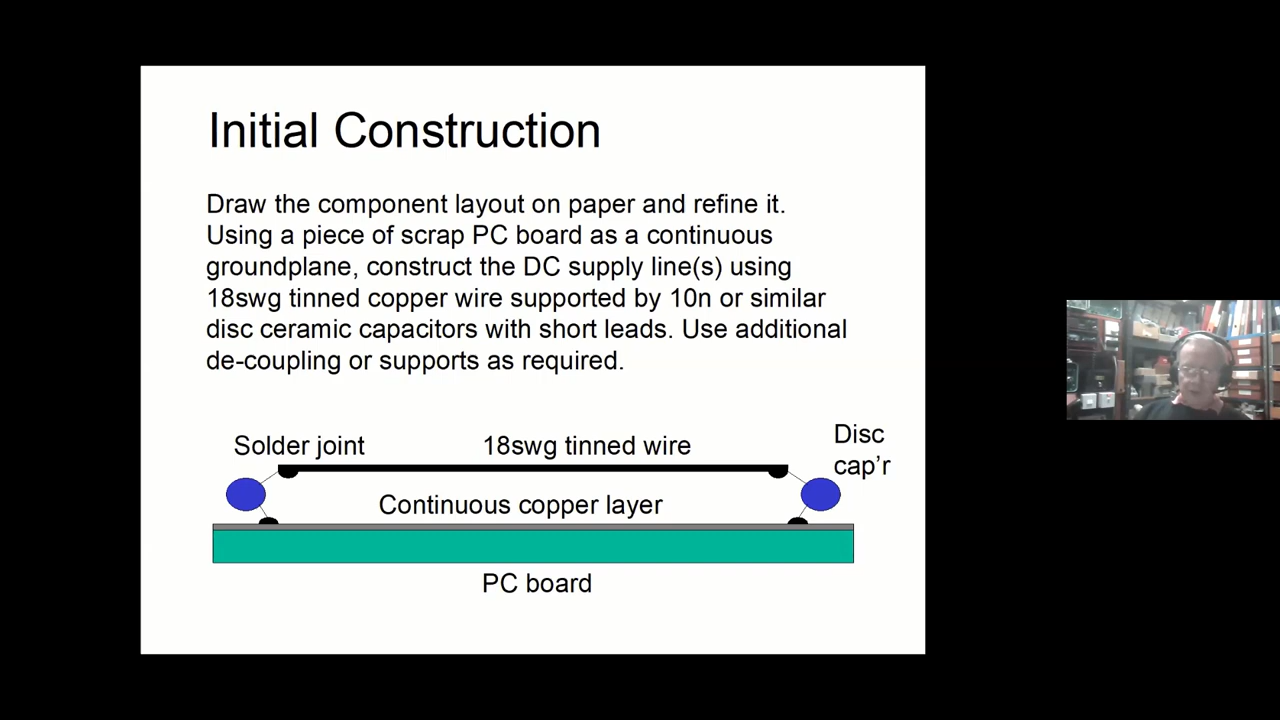 Initial Construction
Draw the component layout on paper and refine it.
Using a piece of scrap PC board as a continuous
groundplane, construct the DC supply line(s) using
18swg tinned copper wire supported by 10n or similar
disc ceramic capacitors with short leads. Use additional
de-coupling or supports as required.
Solder joint
18swg tinned wire
Disc
cap’r
Continuous copper layer
PC board